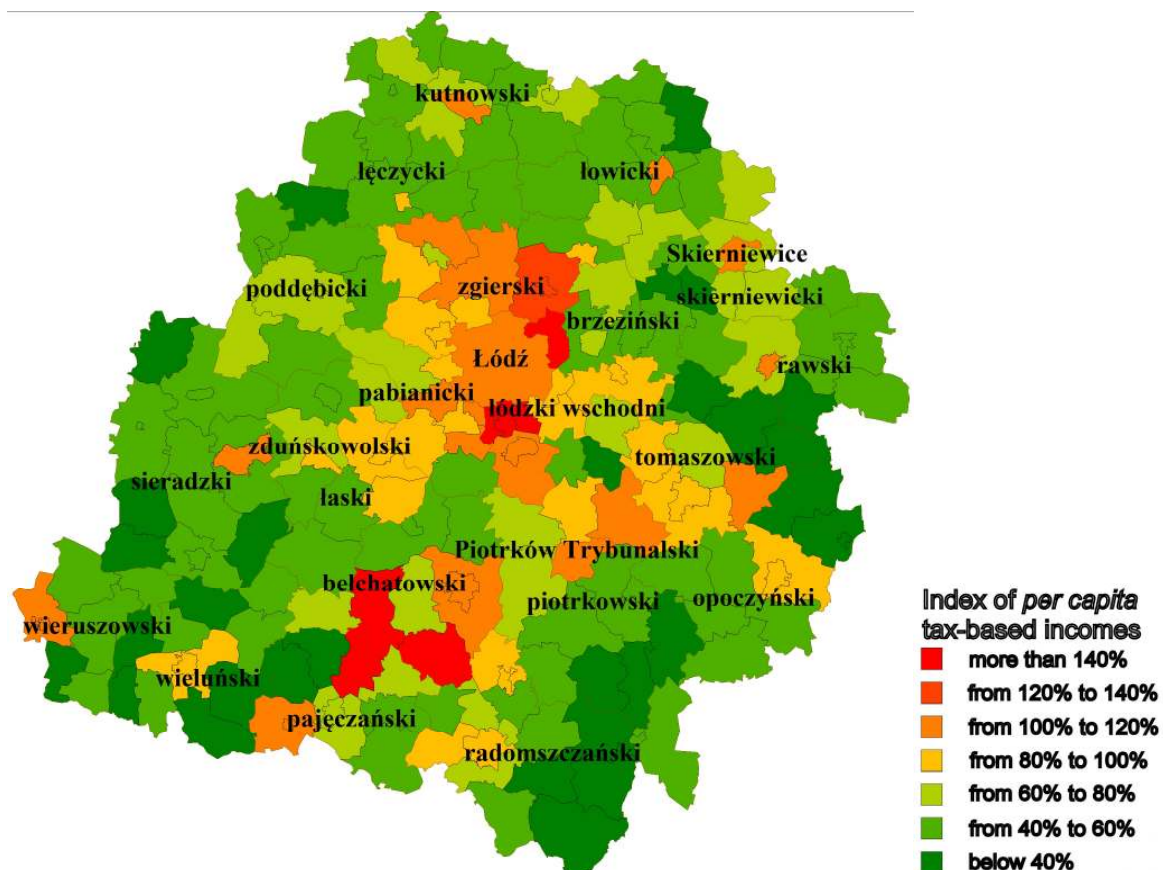 kutnowski
łęczycki
łowicki
Skierniewice
poddębicki
zgierski
skierniewicki
brzeziński
Łódź
rawski
pabianicki
łódzki wschodni
zduńskowolski
tomaszowski
sieradzki
łaski
Piotrków Trybunalski
bełchatowski
piotrkowski
opoczyński
wieruszowski
wieluński
pajęczański
radomszczański
Index of per capita
tax-based incomes
more than 140%
from 120% to 140%
from 100% to 120%
from 80% to 100%
from 60% to 80%
from 40% to 60%
below 40%